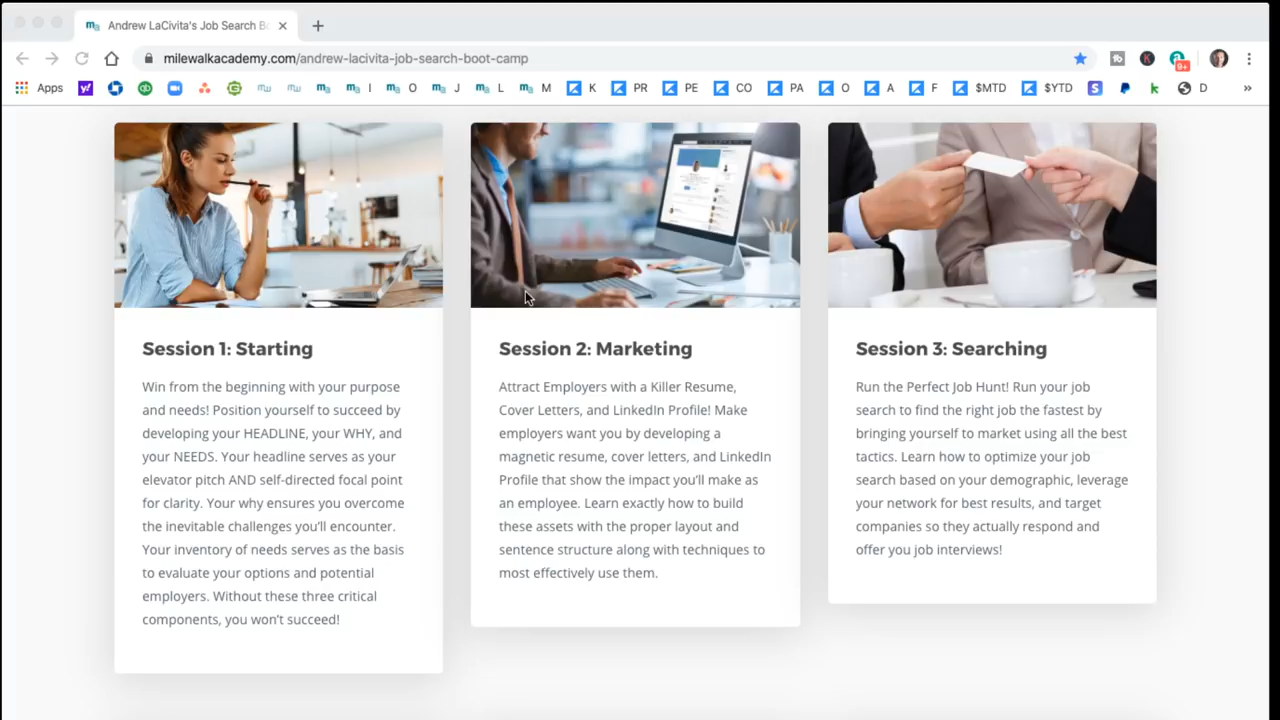 Andrew LaCivita's Job Search Bo
milewalkacademy.com/andrew-lacivita-job-search-boot-camp
9+
Apps I O J L M K PR PE CO PA O A F $MTD $YTD D
Session 1: Starting
Win from the beginning with your purpose
and needs! Position yourself to succeed by
developing your HEADLINE, your WHY, and
your NEEDS. Your headline serves as your
elevator pitch AND self-directed focal point
for clarity. Your why ensures you overcome
the inevitable challenges you'll encounter.
Your inventory of needs serves as the basis
to evaluate your options and potential
employers. Without these three critical
components, you won't succeed!
Session 2: Marketing
Attract Employers with a Killer Resume,
Cover Letters, and LinkedIn Profile! Make
employers want you by developing a
magnetic resume, cover letters, and LinkedIn
Profile that show the impact you'll make as
an employee. Learn exactly how to build
these assets with the proper layout and
sentence structure along with techniques to
most effectively use them.
Session 3: Searching
Run the Perfect Job Hunt! Run your job
search to find the right job the fastest by
bringing yourself to market using all the best
tactics. Learn how to optimize your job
search based on your demographic, leverage
your network for best results, and target
companies so they actually respond and
offer you job interviews!